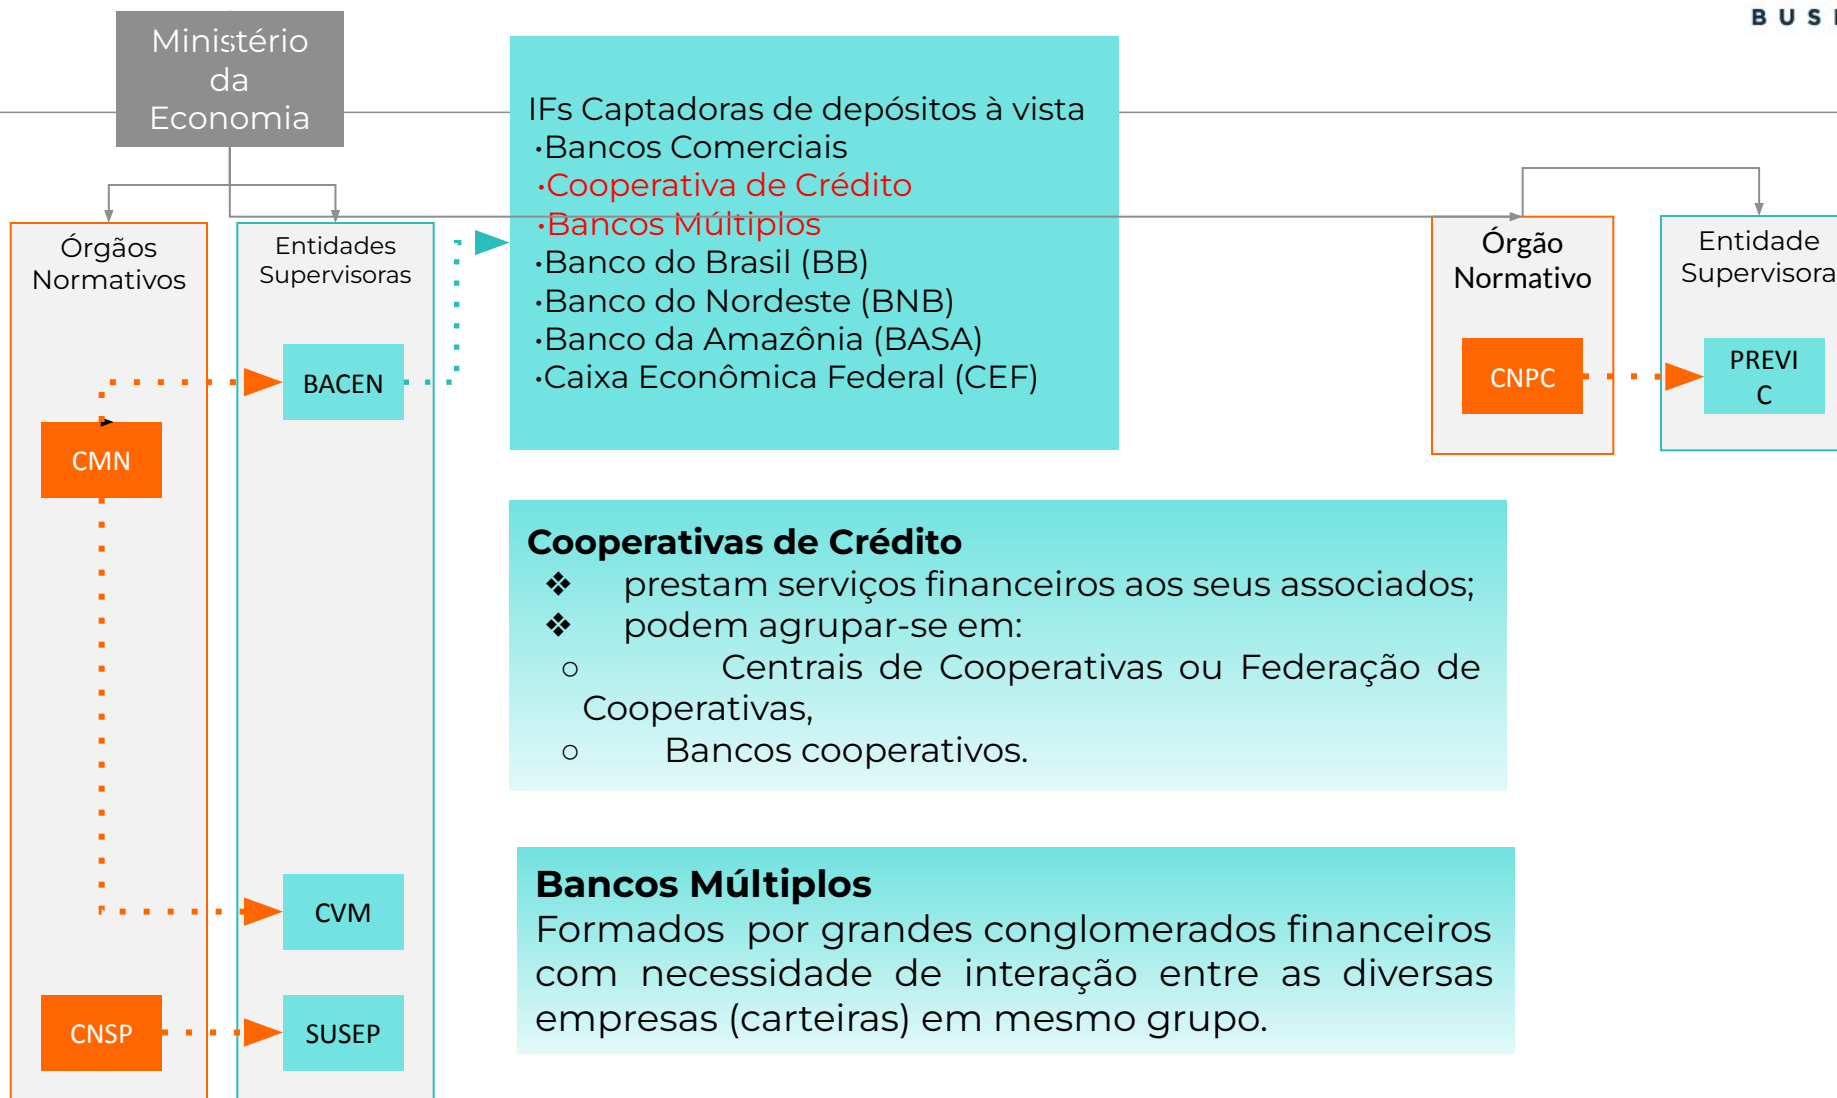 BUSI
Ministério
da
Economia
IFs Captadoras de depósitos à vista
•Bancos Comerciais
•Cooperativa de Crédito
•Bancos Múltiplos
•Banco do Brasil (BB)
•Banco do Nordeste (BNB)
•Banco da Amazônia (BASA)
•Caixa Econômica Federal (CEF)
Órgãos
Normativos
Entidades
Supervisoras
BACEN
CMN
CVM
CNSP
SUSEP
Órgão
Normativo
Entidade
Supervisora
CNPC
PREVI
C
Cooperativas de Crédito
❖ prestam serviços financeiros aos seus associados;
❖ podem agrupar-se em:
○ Centrais de Cooperativas ou Federação de
Cooperativas,
○ Bancos cooperativos.
Bancos Múltiplos
Formados por grandes conglomerados financeiros
com necessidade de interação entre as diversas
empresas (carteiras) em mesmo grupo.